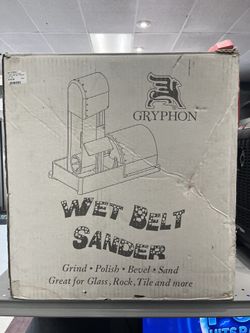 GRYPHON
WET BELT
SANDER
Grind • Polish • Bevel • Sand
Great for Glass, Rock, Tile and more